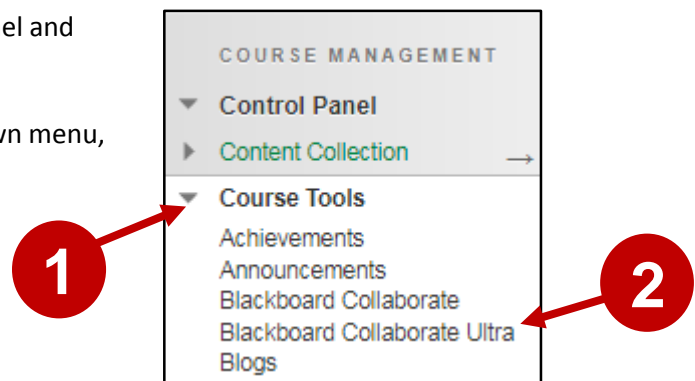 el and
wn menu,
COURSE MANAGEMENT
Control Panel
Content Collection →
Course Tools
1
Achievements
Announcements
Blackboard Collaborate
Blackboard Collaborate Ultra
2
Blogs